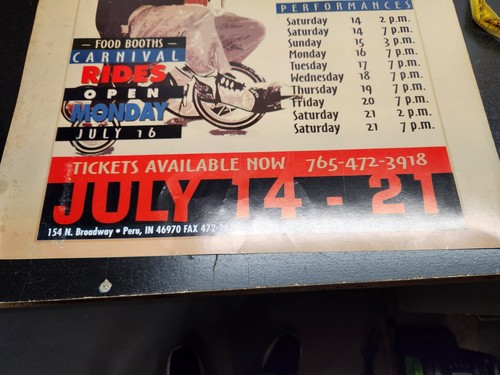 PERFORMANCES
Saturday 14 2 p.m.
Saturday 14 7 p.m.
Sunday 15 3 p.m.
Monday 16 7 p.m.
Tuesday 17 7 p.m.
Wednesday 18 7 p.m.
Thursday 19 7 p.m.
Friday 20 7 p.m.
Saturday 21 2 p.m.
Saturday 21 7 p.m.
FOOD BOOTHS
CARNIVAL
RIDES
OPEN
MONDAY
JULY 16
TICKETS AVAILABLE NOW 765-472-3918
JULY 14 - 21
154 N. Broadway • Peru, IN 46970 FAX